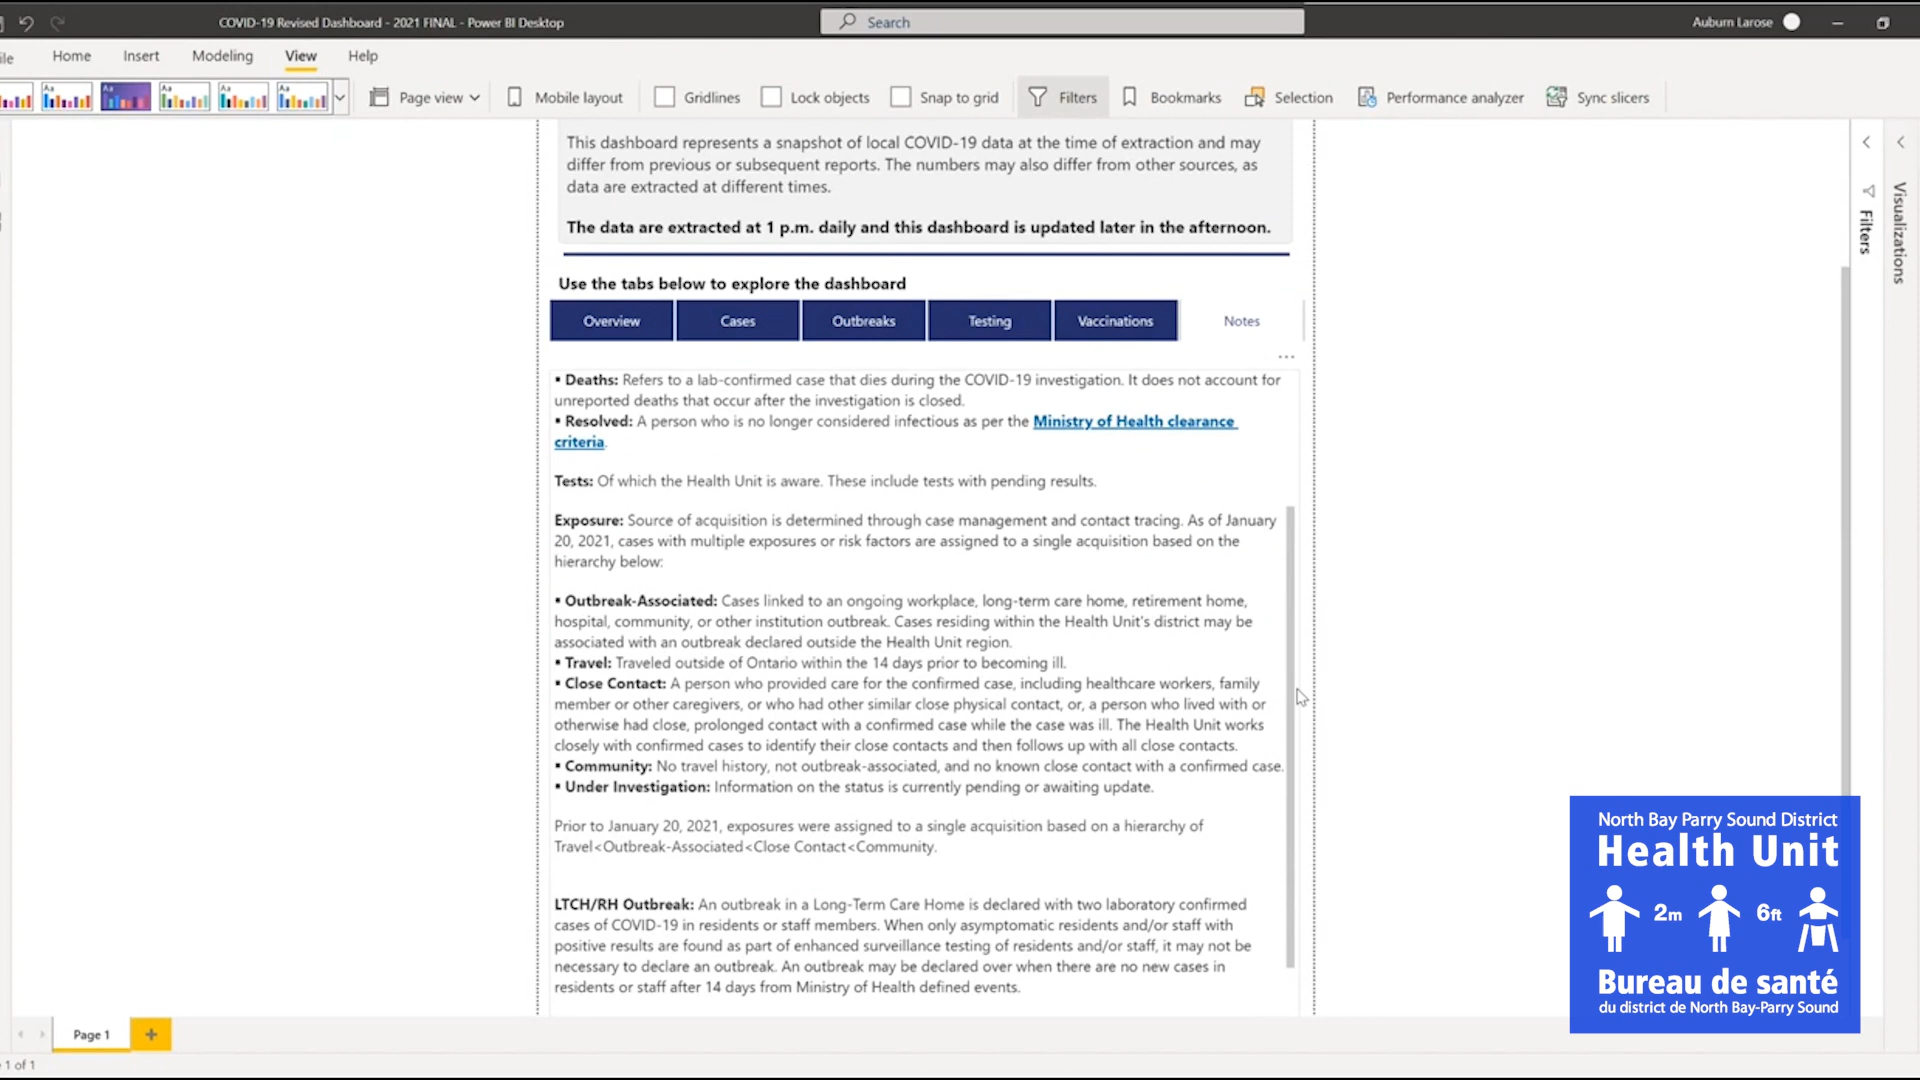 COVID-19 Revised Dashboard - 2021 FINAL - Power BI Desktop
Search
Auburn Larose
Home
Insert
Modeling
View
Help
Aa
Aa
Aa
Aa
Aa
Page view
Mobile layout
Gridlines
Lock objects
Snap to grid
Filters
Bookmarks
Selection
Performance analyzer
Sync slicers
This dashboard represents a snapshot of local COVID-19 data at the time of extraction and may
differ from previous or subsequent reports. The numbers may also differ from other sources, as
data are extracted at different times.
The data are extracted at 1 p.m. daily and this dashboard is updated later in the afternoon.
Use the tabs below to explore the dashboard
Overview
Cases
Outbreaks
Testing
Vaccinations
Notes
▪ Deaths: Refers to a lab-confirmed case that dies during the COVID-19 investigation. It does not account for
unreported deaths that occur after the investigation is closed.
▪ Resolved: A person who is no longer considered infectious as per the Ministry of Health clearance
criteria.
Tests: Of which the Health Unit is aware. These include tests with pending results.
Exposure: Source of acquisition is determined through case management and contact tracing. As of January
20, 2021, cases with multiple exposures or risk factors are assigned to a single acquisition based on the
hierarchy below:
▪ Outbreak-Associated: Cases linked to an ongoing workplace, long-term care home, retirement home,
hospital, community, or other institution outbreak. Cases residing within the Health Unit's district may be
associated with an outbreak declared outside the Health Unit region.
▪ Travel: Traveled outside of Ontario within the 14 days prior to becoming ill.
▪ Close Contact: A person who provided care for the confirmed case, including healthcare workers, family
member or other caregivers, or who had other similar close physical contact, or, a person who lived with or
otherwise had close, prolonged contact with a confirmed case while the case was ill. The Health Unit works
closely with confirmed cases to identify their close contacts and then follows up with all close contacts.
▪ Community: No travel history, not outbreak-associated, and no known close contact with a confirmed case.
▪ Under Investigation: Information on the status is currently pending or awaiting update.
Prior to January 20, 2021, exposures were assigned to a single acquisition based on a hierarchy of
Travel<Outbreak-Associated<Close Contact<Community.
LTCH/RH Outbreak: An outbreak in a Long-Term Care Home is declared with two laboratory confirmed
cases of COVID-19 in residents or staff members. When only asymptomatic residents and/or staff with
positive results are found as part of enhanced surveillance testing of residents and/or staff, it may not be
necessary to declare an outbreak. An outbreak may be declared over when there are no new cases in
residents or staff after 14 days from Ministry of Health defined events.
Filters
Visualizations
North Bay Parry Sound District
Health Unit
2m
6ft
Bureau de santé
du district de North Bay-Parry Sound
Page 1
1 of 1